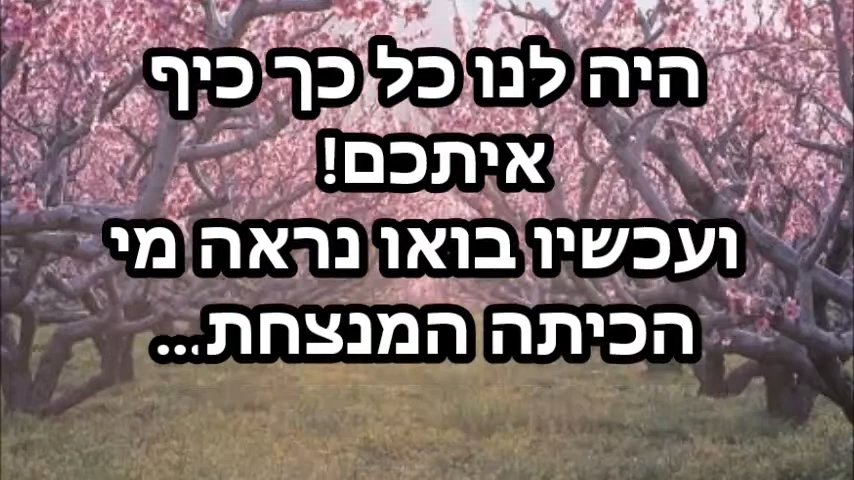 היה לנו כל כך כיף
איתכם!
ועכשיו בואו נראה מי
הכיתה המנצחת...